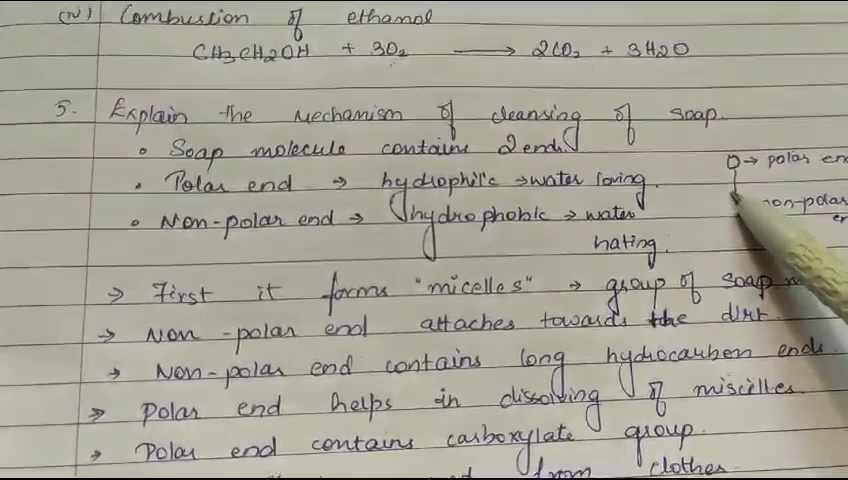 (iv) Combustion of ethanol
CH3CH2OH + 3O2 → 2CO2 + 3H2O
5. Explain the mechanism of cleansing of soap.
• Soap molecule contains 2 ends.
→ polar en
• Polar end → hydrophilic → water loving.
non-polar
• Non-polar end → hydrophobic → water
er
hating.
→ First it forms "micelles" → group of soap m
→ Non-polar end attaches towards the dirt.
→ Non-polar end contains long hydrocarbon ends.
→ Polar end helps in dissolving of miscelles.
→ Polar end contains carboxylate group.
from clothes